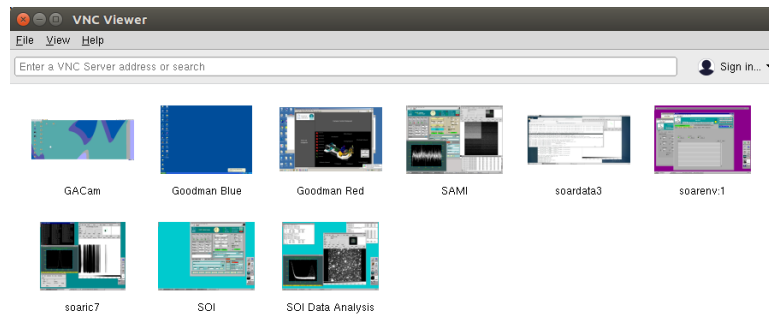 VNC Viewer
File View Help
Enter a VNC Server address or search
Sign in...
GACam Goodman Blue Goodman Red SAMI soardata3 soarenv:1
soaric7 SOI SOI Data Analysis